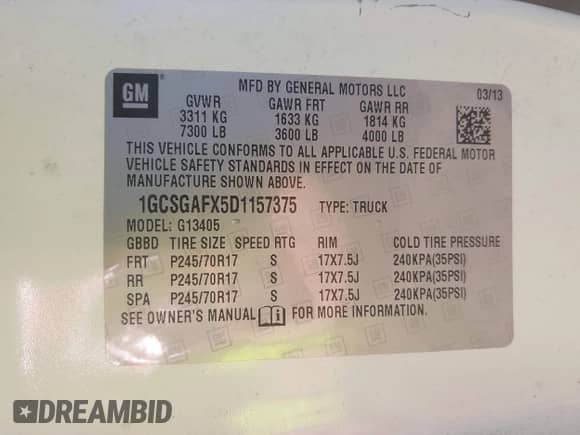 GM ®
MFD BY GENERAL MOTORS LLC 03/13
GVWR GAWR FRT GAWR RR
3311 KG 1633 KG 1814 KG
7300 LB 3600 LB 4000 LB
THIS VEHICLE CONFORMS TO ALL APPLICABLE U.S. FEDERAL MOTOR
VEHICLE SAFETY STANDARDS IN EFFECT ON THE DATE OF
MANUFACTURE SHOWN ABOVE.
1GCSGAFX5D1157375 TYPE: TRUCK
MODEL: G13405
GBBD TIRE SIZE SPEED RTG RIM COLD TIRE PRESSURE
FRT P245/70R17 S 17X7.5J 240KPA(35PSI)
RR P245/70R17 S 17X7.5J 240KPA(35PSI)
SPA P245/70R17 S 17X7.5J 240KPA(35PSI)
SEE OWNER'S MANUAL FOR MORE INFORMATION.
DREAMBID